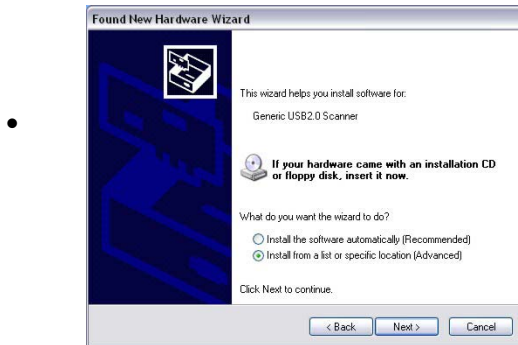 Found New Hardware Wizard
This wizard helps you install software for:
Generic USB2.0 Scanner
If your hardware came with an installation CD
or floppy disk, insert it now.
What do you want the wizard to do?
Install the software automatically (Recommended)
Install from a list or specific location (Advanced)
Click Next to continue.
< Back Next > Cancel